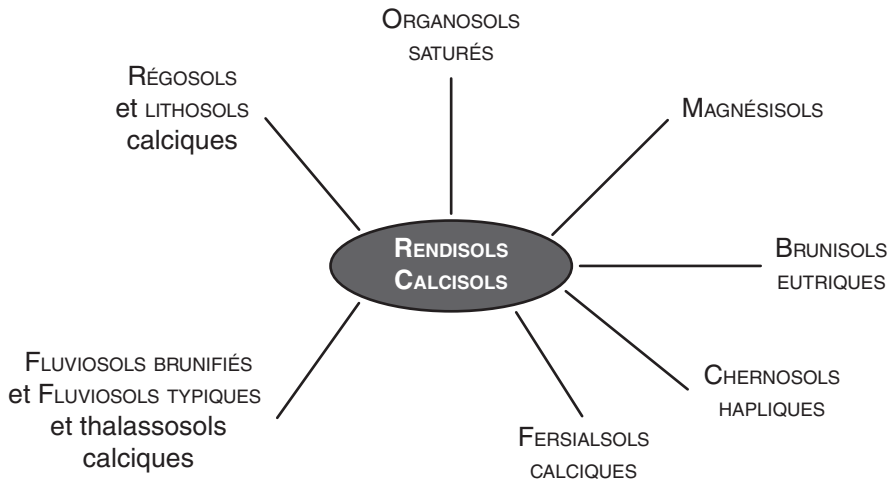 ORGANOSOLS
SATURÉS
RÉGOSOLS
et LITHOSOLS
calciques
MAGNÉSISOLS
RENDISOLS
CALCISOLS
BRUNISOLS
EUTRIQUES
FLUVIOSOLS BRUNIFIÉS
et FLUVIOSOLS TYPIQUES
et thalassosols
calciques
CHERNOSOLS
HAPLIQUES
FERSIALSOLS
CALCIQUES